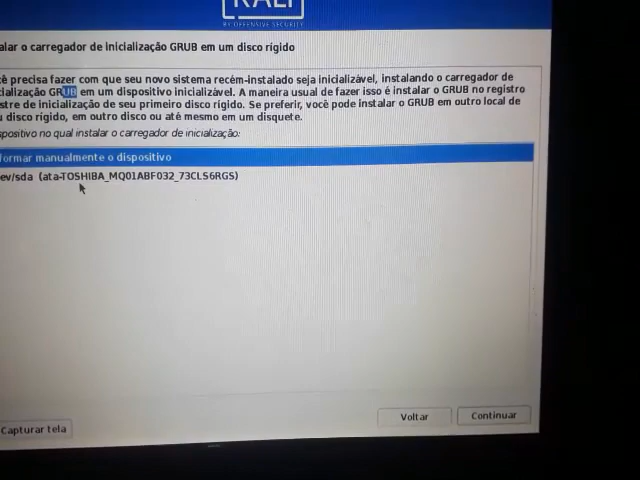 KALI
BY OFFENSIVE SECURITY
alar o carregador de inicialização GRUB em um disco rígido
cê precisa fazer com que seu novo sistema recém-instalado seja inicializável, instalando o carregador de
cialização GRUB em um dispositivo inicializável. A maneira usual de fazer isso é instalar o GRUB no registro
stre de inicialização de seu primeiro disco rígido. Se preferir, você pode instalar o GRUB em outro local de
u disco rígido, em outro disco ou até mesmo em um disquete.
spositivo no qual instalar o carregador de inicialização:
formar manualmente o dispositivo
ev/sda (ata-TOSHIBA_MQ01ABF032_73CLS6RGS)
Voltar
Continuar
Capturar tela